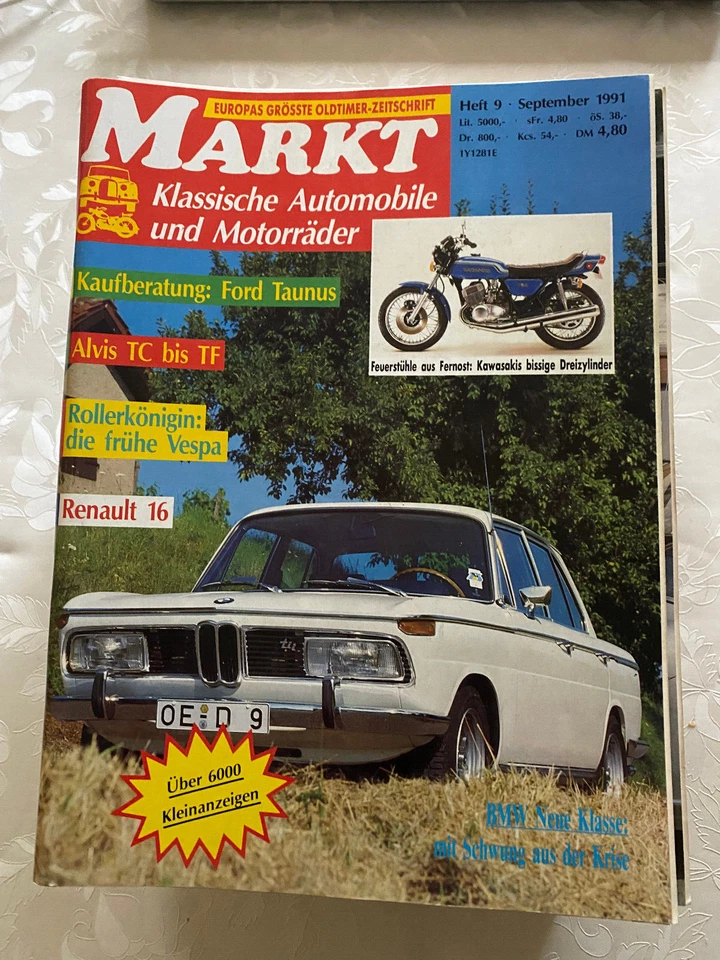 EUROPAS GRÖSSTE OLDTIMER-ZEITSCHRIFT
MARKT
Klassische Automobile
und Motorräder
Heft 9 · September 1991
Lit. 5000,- · sFr. 4,80 · öS. 38,-
Dr. 800,- · Kcs. 54,- · DM 4,80
1Y1281E
Kaufberatung: Ford Taunus
Feuerstühle aus Fernost: Kawasakis bissige Dreizylinder
Alvis TC bis TF
Rollerkönigin:
die frühe Vespa
Renault 16
OE D 9
Über 6000
Kleinanzeigen
BMW Neue Klasse:
mit Schwung aus der Krise